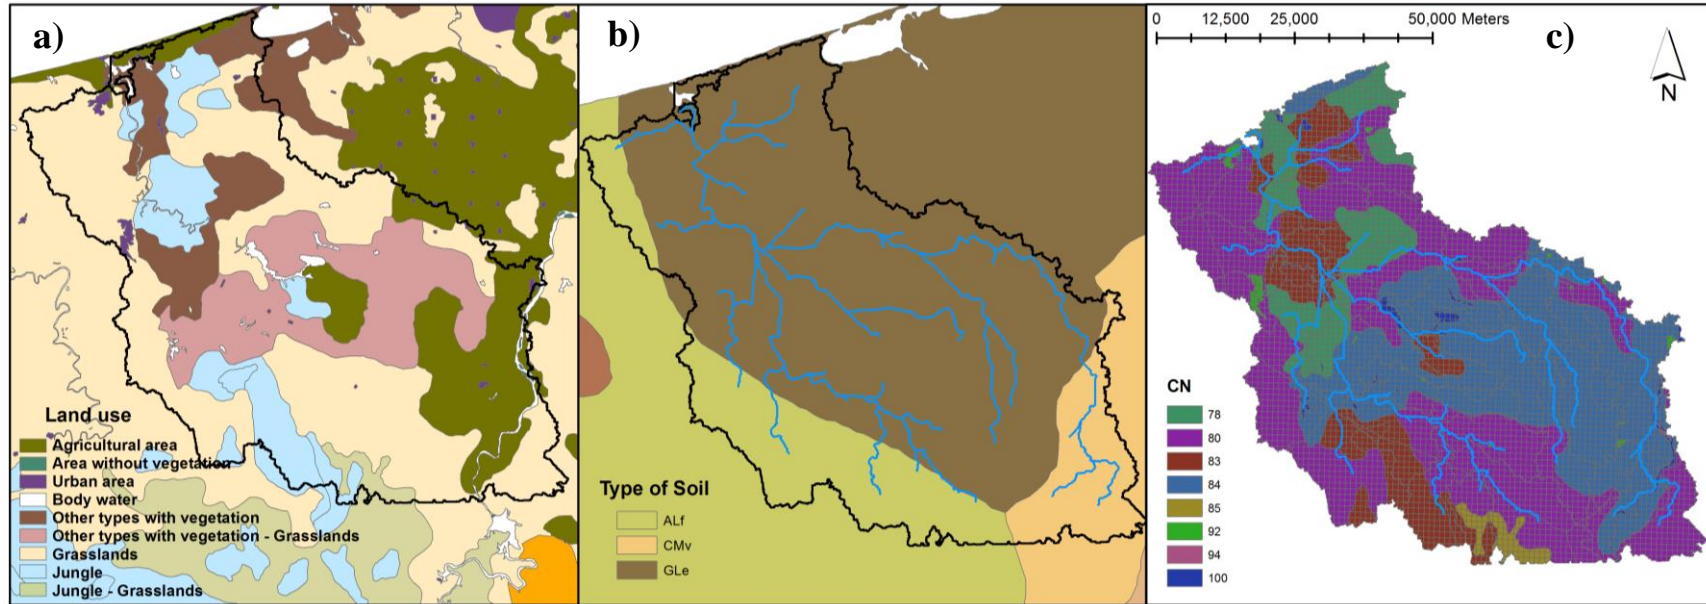 a)
Land use
Agricultural area
Area without vegetation
Urban area
Body water
Other types with vegetation
Other types with vegetation - Grasslands
Grasslands
Jungle
Jungle - Grasslands
b)
Type of Soil
ALf
CMv
GLe
0 12,500 25,000 50,000 Meters
c)
N
CN
78
80
83
84
85
92
94
100